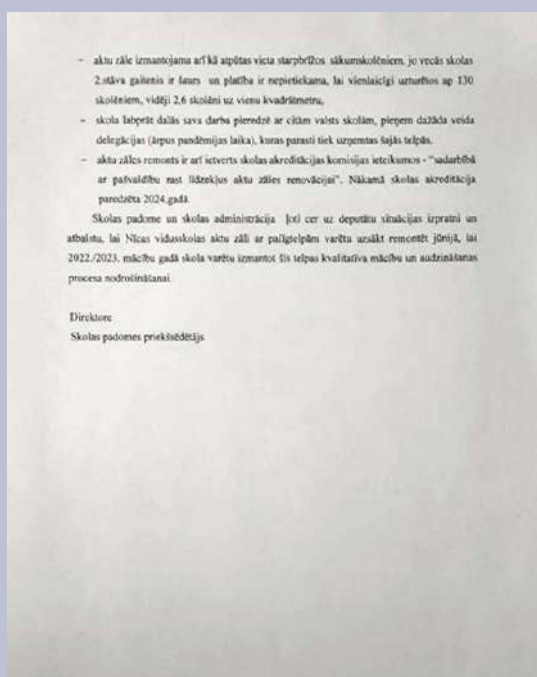 - aktu zāle izmantojama arī kā atpūtas vieta starpbrīžos sākumskolēniem, jo vecās skolas
2.stāva gaitenis ir šaurs un platība ir nepietiekama, lai vienlaicīgi uzturētos ap 130
skolēniem, vidēji 2,6 skolēni uz vienu kvadrātmetru,
- skola labprāt dalās sava darba pieredzē ar citām valsts skolām, pieņem dažāda veida
delegācijas (ārpus pandēmijas laika), kuras parasti tiek uzņemtas šajās telpās,
- aktu zāles remonts ir arī ietverts skolas akreditācijas komisijas ieteikumos - "sadarbībā
ar pašvaldību rast līdzekļus aktu zāles renovācijai". Nākamā skolas akreditācija
paredzēta 2024.gadā.
Skolas padome un skolas administrācija ļoti cer uz deputātu situācijas izpratni un
atbalstu, lai Nīcas vidusskolas aktu zāli ar palīgtelpām varētu uzsākt remontēt jūnijā, lai
2022./2023. mācību gadā skola varētu izmantot šīs telpas kvalitatīva mācību un audzināšanas
procesa nodrošināšanai.
Direktore
Skolas padomes priekšsēdētājs